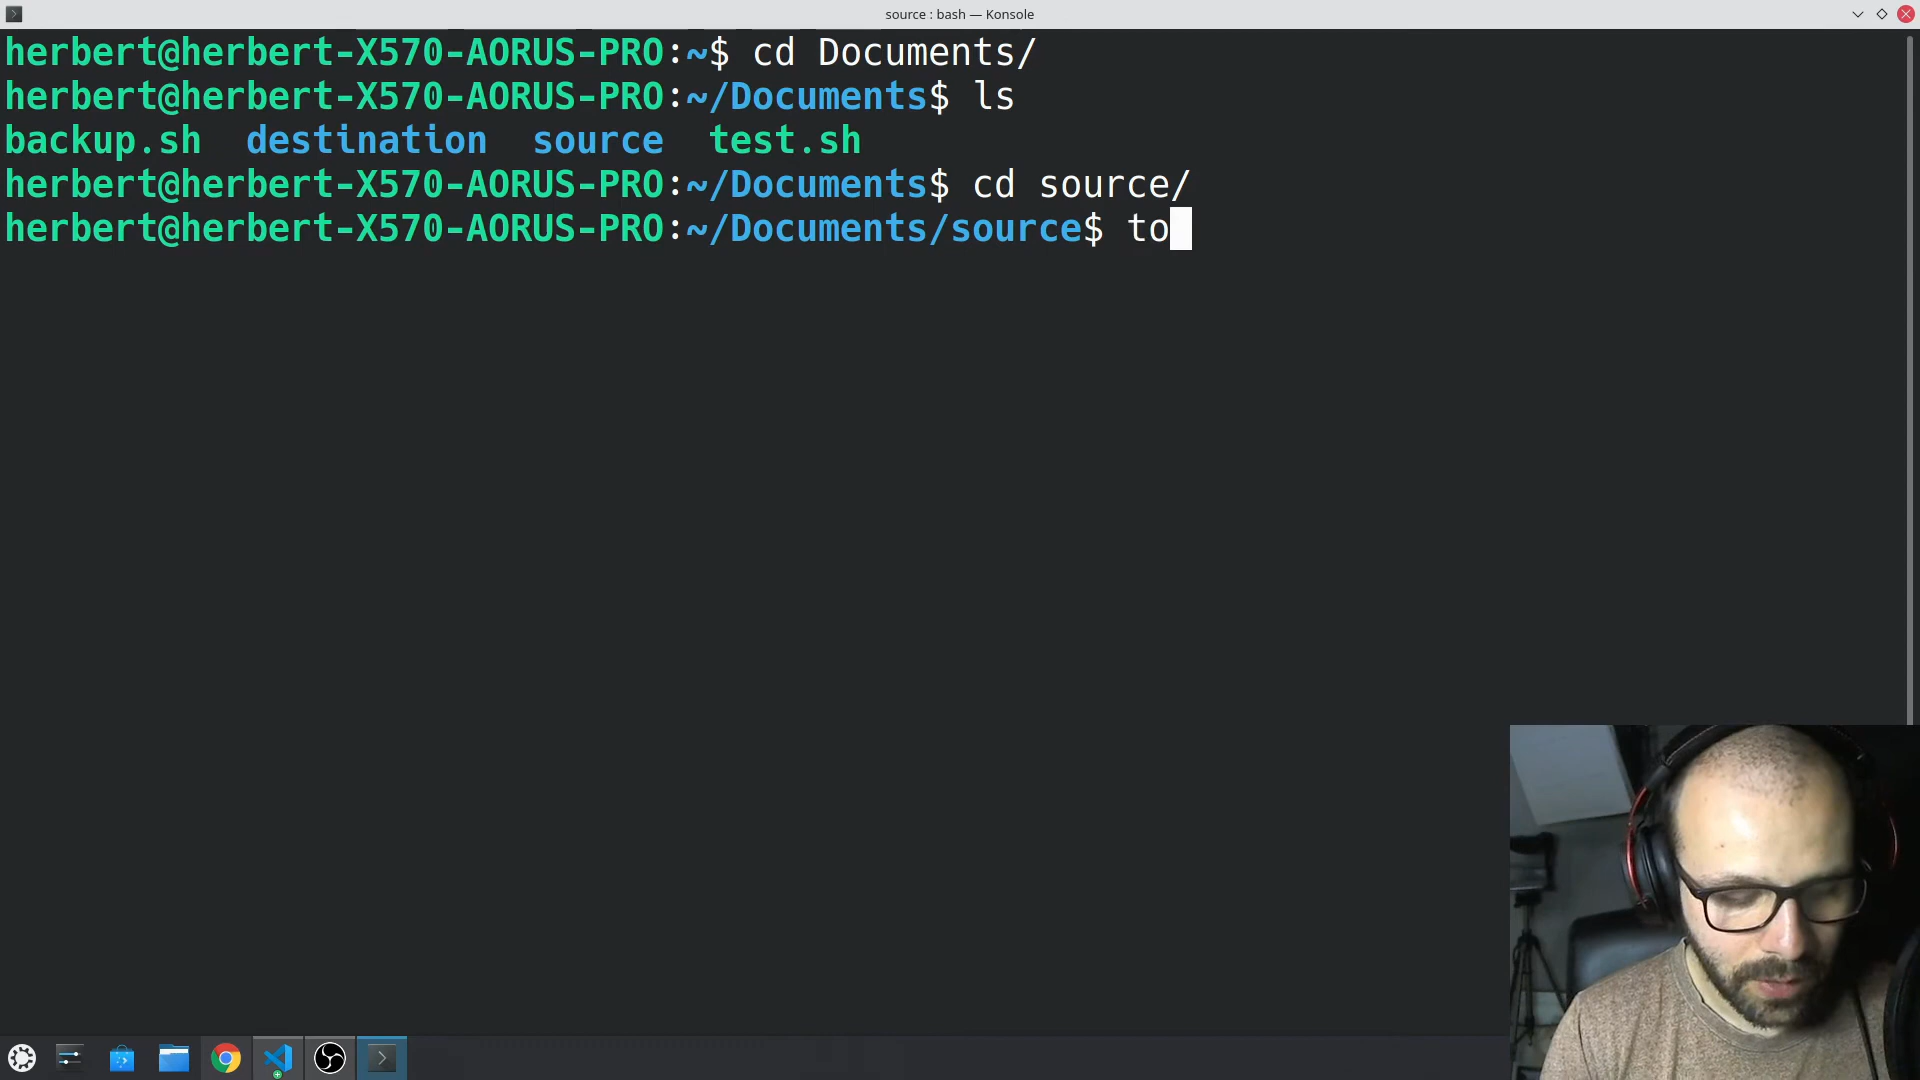 source : bash — Konsole
herbert@herbert-X570-AORUS-PRO:~$ cd Documents/
herbert@herbert-X570-AORUS-PRO:~/Documents$ ls
backup.sh  destination  source  test.sh
herbert@herbert-X570-AORUS-PRO:~/Documents$ cd source/
herbert@herbert-X570-AORUS-PRO:~/Documents/source$ to